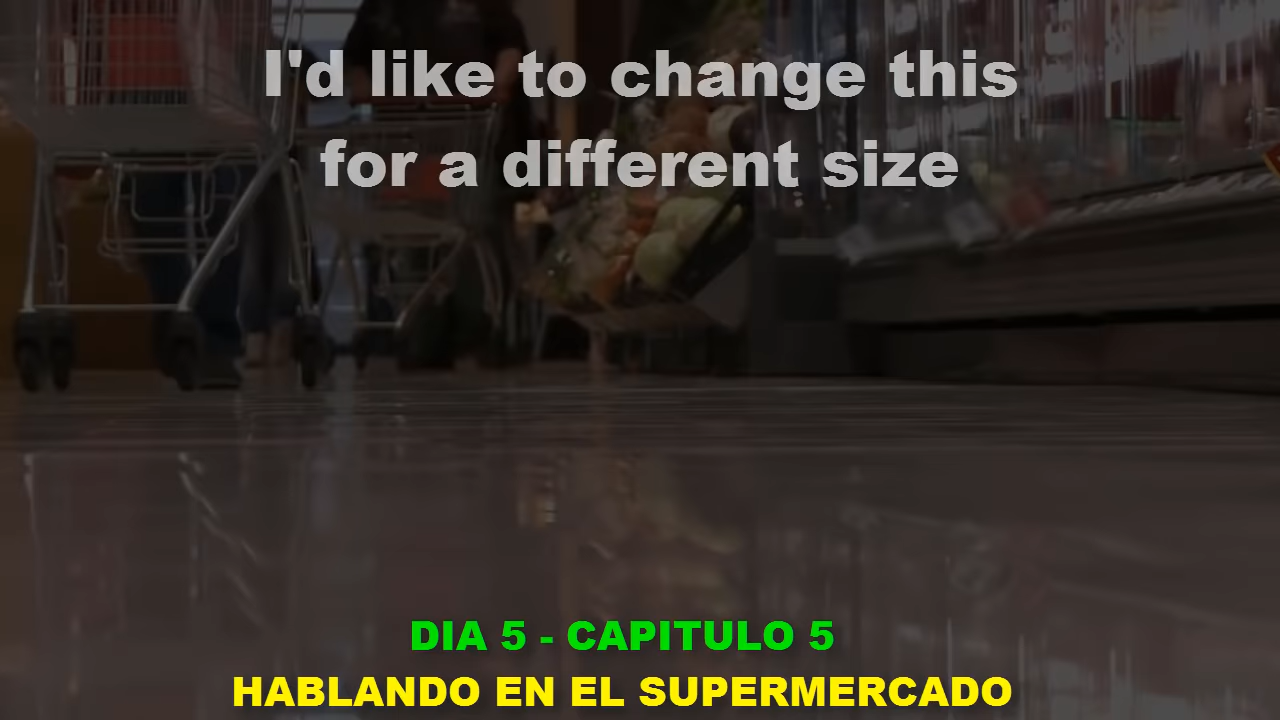 I'd like to change this
for a different size
DIA 5 - CAPITULO 5
HABLANDO EN EL SUPERMERCADO